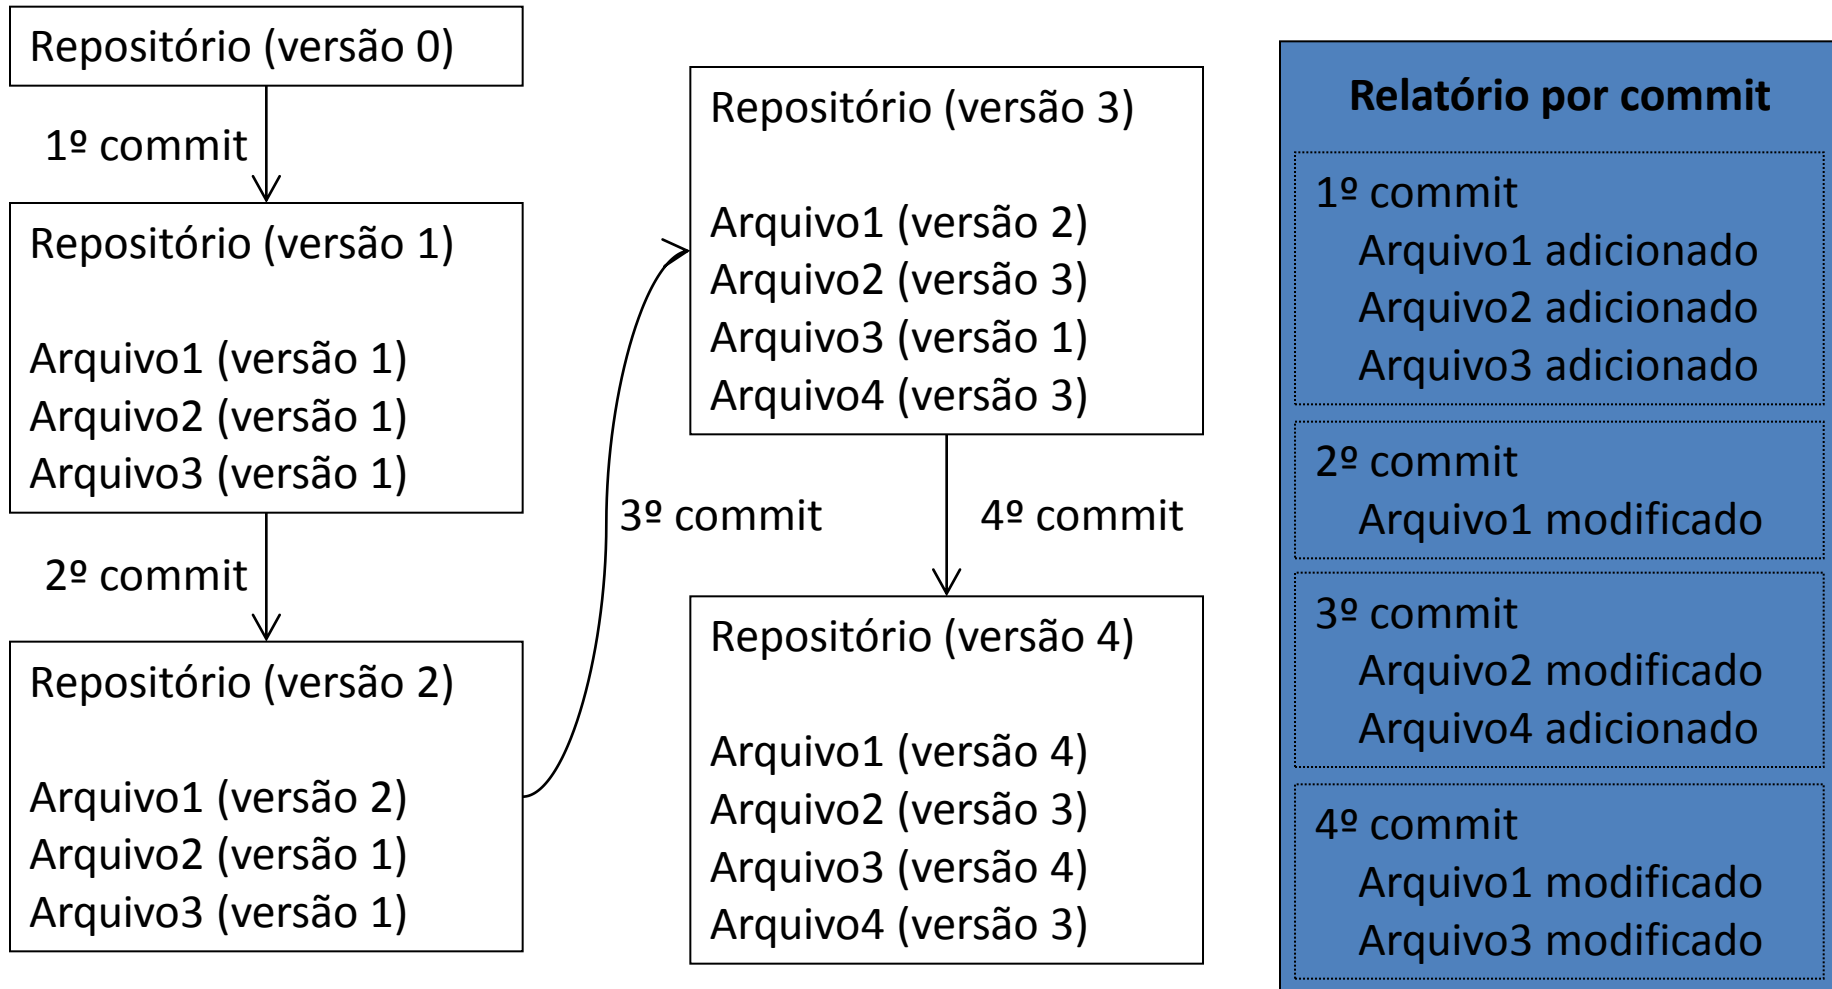 Repositório (versão 0)
1º commit
Repositório (versão 1)
Arquivo1 (versão 1)
Arquivo2 (versão 1)
Arquivo3 (versão 1)
2º commit
Repositório (versão 2)
Arquivo1 (versão 2)
Arquivo2 (versão 1)
Arquivo3 (versão 1)
3º commit
Repositório (versão 3)
Arquivo1 (versão 2)
Arquivo2 (versão 3)
Arquivo3 (versão 1)
Arquivo4 (versão 3)
4º commit
Repositório (versão 4)
Arquivo1 (versão 4)
Arquivo2 (versão 3)
Arquivo3 (versão 4)
Arquivo4 (versão 3)
Relatório por commit
1º commit
Arquivo1 adicionado
Arquivo2 adicionado
Arquivo3 adicionado
2º commit
Arquivo1 modificado
3º commit
Arquivo2 modificado
Arquivo4 adicionado
4º commit
Arquivo1 modificado
Arquivo3 modificado